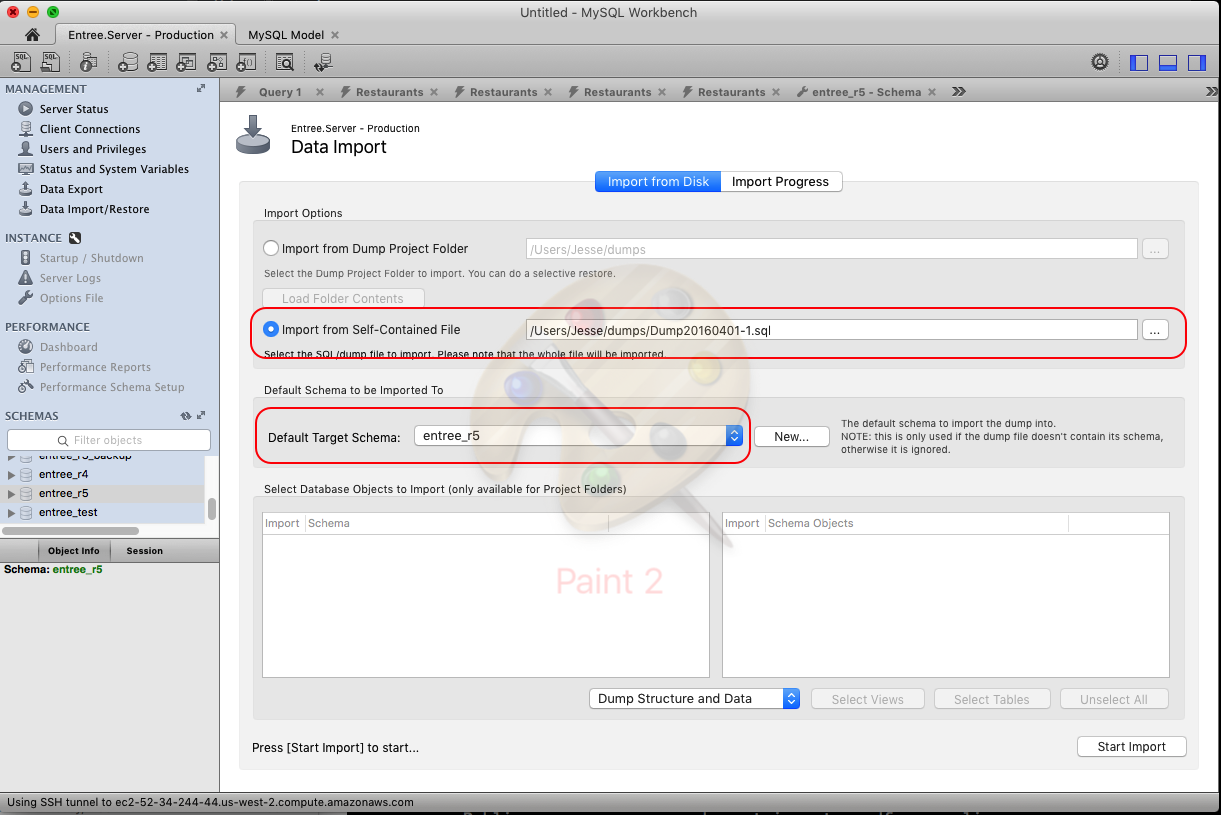 Untitled - MySQL Workbench
Entree.Server - Production
MySQL Model
MANAGEMENT
Server Status
Client Connections
Users and Privileges
Status and System Variables
Data Export
Data Import/Restore
INSTANCE
Startup / Shutdown
Server Logs
Options File
PERFORMANCE
Dashboard
Performance Reports
Performance Schema Setup
SCHEMAS
Filter objects
entree_r5_backup
entree_r4
entree_r5
entree_test
Object Info Session
Schema: entree_r5
Query 1 Restaurants Restaurants Restaurants Restaurants entree_r5 - Schema
Entree.Server - Production
Data Import
Import from Disk Import Progress
Import Options
Import from Dump Project Folder /Users/Jesse/dumps ...
Select the Dump Project Folder to import. You can do a selective restore.
Load Folder Contents
Import from Self-Contained File /Users/Jesse/dumps/Dump20160401-1.sql ...
Select the SQL/dump file to import. Please note that the whole file will be imported.
Default Schema to be Imported To
Default Target Schema: entree_r5 New...
The default schema to import the dump into.
NOTE: this is only used if the dump file doesn't contain its schema,
otherwise it is ignored.
Select Database Objects to Import (only available for Project Folders)
Import Schema
Import Schema Objects
Paint 2
Dump Structure and Data Select Views Select Tables Unselect All
Press [Start Import] to start...
Start Import
Using SSH tunnel to ec2-52-34-244-44.us-west-2.compute.amazonaws.com